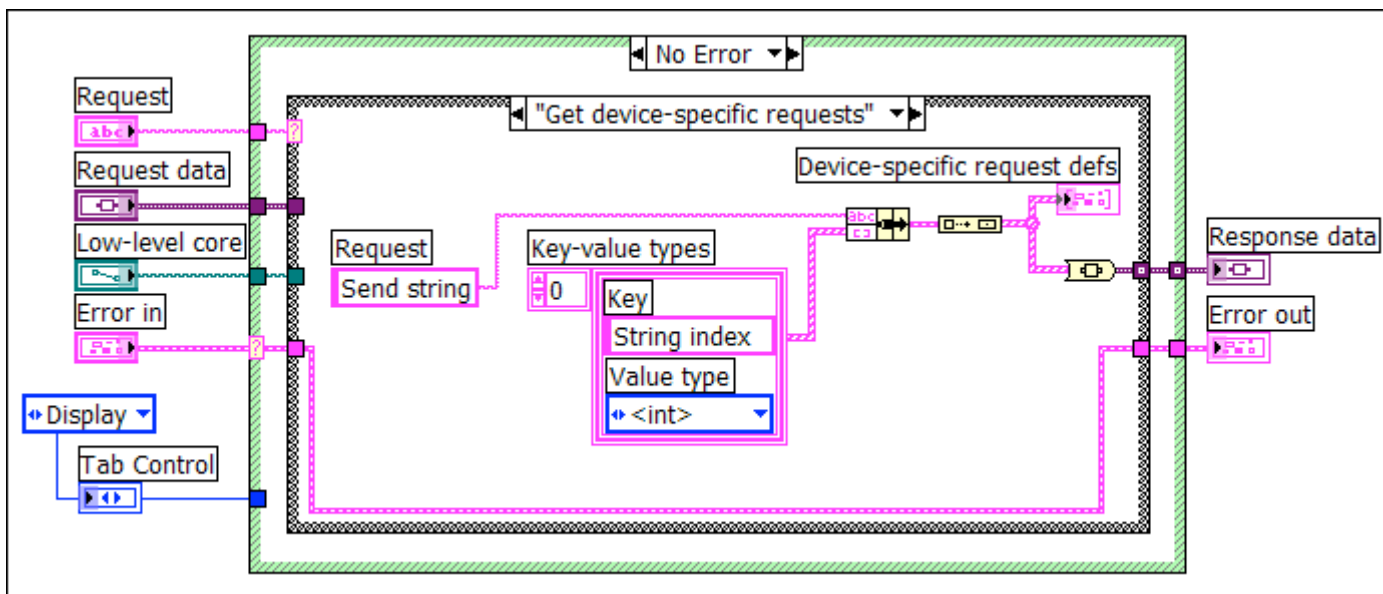 No Error
"Get device-specific requests"
Request
abc
Request data
Low-level core
Error in
Display
Tab Control
Request
Send string
Key-value types
0
Key
String index
Value type
<int>
abc
Device-specific request defs
Response data
Error out